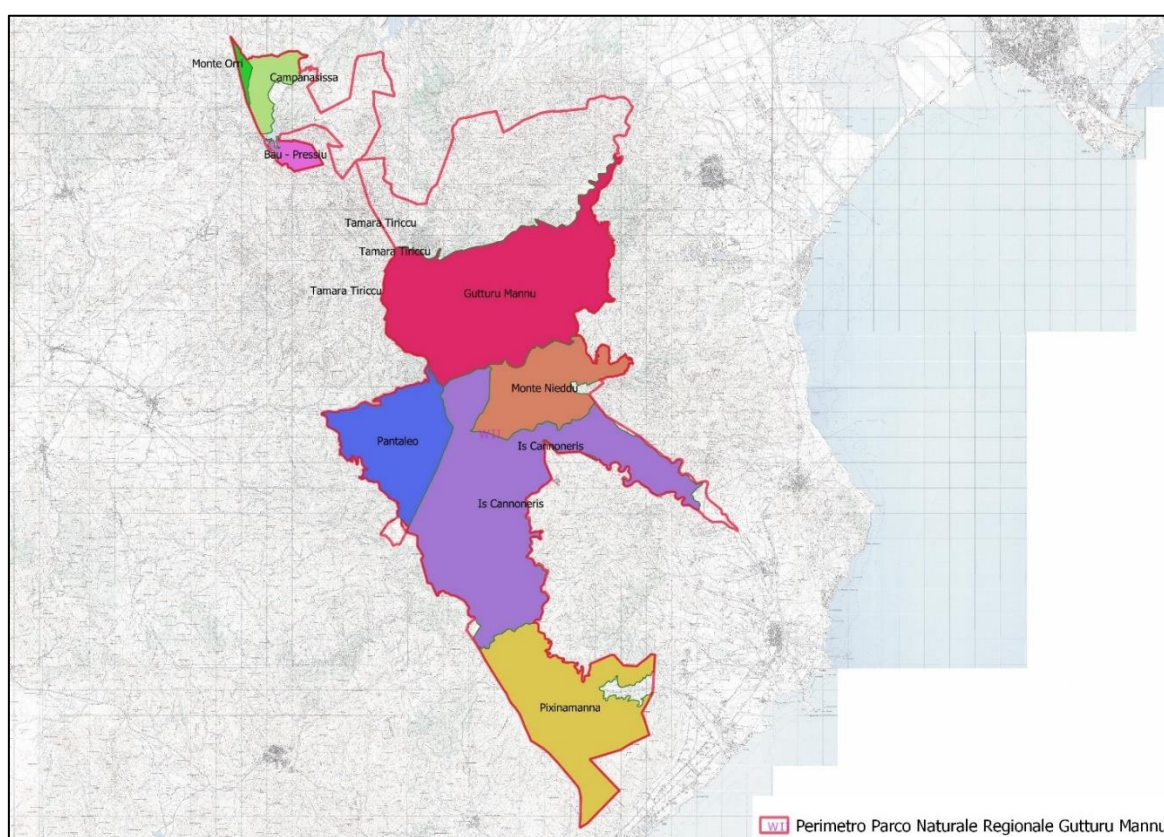 Monte Orri
Campanasissa
Bau - Pressiu
Tamara Tiriccu
Tamara Tiriccu
Tamara Tiriccu
Gutturu Mannu
Monte Nieddu
Pantaleo
Is Cannoneris
Is Cannoneris
Pixinamanna
Perimetro Parco Naturale Regionale Gutturu Mannu